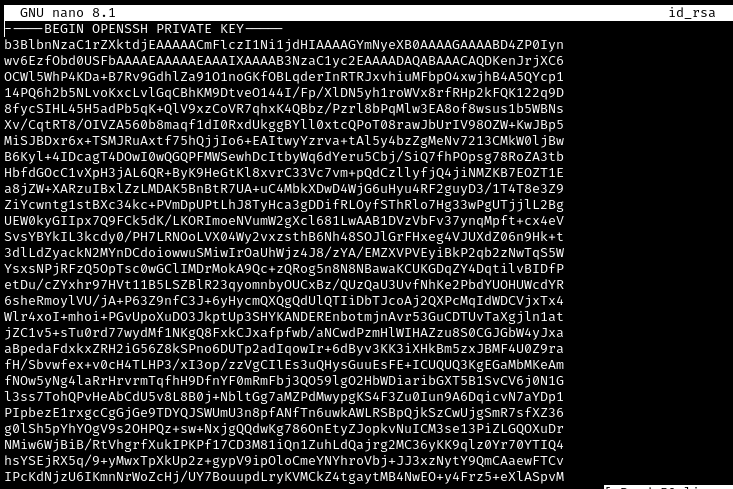 GNU nano 8.1 id_rsa
-----BEGIN OPENSSH PRIVATE KEY-----
b3BlbnNzaC1rZXktdjEAAAAACmFlczI1Ni1jdHIAAAAGYmNyeXB0AAAAGAAAABD4ZP0Iyn
wv6EzfObd0USFbAAAAEAAAAAEAAAIXAAAAB3NzaC1yc2EAAAADAQABAAACAQDKenJrjXC6
OCWl5WhP4KDa+B7Rv9GdhlZa91O1noGKfOBLqderInRTRJxvhiuMFbpO4xwjhB4A5QYcp1
14PQ6h2b5NLvoKxcLvlGqCBhKM9DtveO144I/Fp/XlDN5yh1roWVx8rfRHp2kFQK122q9D
8fycSIHL45H5adPb5qK+QlV9xzCoVR7qhxK4QBbz/Pzrl8bPqMlw3EA8of8wsus1b5WBNs
Xv/CqtRT8/OIVZA560b8maqf1dI0RxdUkggBYll0xtcQPoT08rawJbUrIV98OZW+KwJBp5
MiSJBDxr6x+TSMJRuAxtf75hQjjIo6+EAItwyYzrva+tAl5y4bzZgMeNv7213CMkW0ljBw
B6Kyl+4IDcagT4DOwI0wQGQPFMWSewhDcItbyWq6dYeru5Cbj/SiQ7fhPOpsg78RoZA3tb
HbfdGOcC1vXpH3jAL6QR+ByK9HeGtKl8xvrC33Vc7vm+pQdCzllyfjQ4jiNMZKB7EOZT1E
a8jZW+XARzuIBxlZzLMDAK5BnBtR7UA+uC4MbkXDwD4WjG6uHyu4RF2guyD3/1T4T8e3Z9
ZiYcwntg1stBXc34kc+PVmDpUPtLhJ8TyHca3gDDifRLOyfSThRlo7Hg33wPgUTjjlL2Bg
UEW0kyGIIpx7Q9FCk5dK/LKORImoeNVumW2gXcl681LwAAB1DVzVbFv37ynqMpft+cx4eV
SvsYBYkIL3kcdy0/PH7LRNOoLVX04Wy2vxzsthB6Nh48SOJlGrFHxeg4VJUXdZ06n9Hk+t
3dlLdZyackN2MYnDCdoiowwuSMiwIrOaUhWjz4J8/zYA/EMZXVPVEyiBkP2qb2zNwTqS5W
YsxsNPjRFzQ5OpTsc0wGClIMDrMokA9Qc+zQRog5n8N8NBawaKCUKGDqZY4DqtilvBIDfP
etDu/cZYxhr97HVt11B5LSZBlR23qyomnbyOUCxBz/QUzQaU3UvfNhKe2PbdYUOHUWcdYR
6sheRmoylVU/jA+P63Z9nfC3J+6yHycmQXQgQdUlQTIiDbTJcoAj2QXPcMqIdWDCVjxTx4
Wlr4xoI+mhoi+PGvUpoXuDO3JkptUp3SHYKANDEREnbotmjnAvr53GuCDTUvTaXgjln1at
jZC1v5+sTu0rd77wydMf1NKgQ8FxkCJxafpfwb/aNCwdPzmHlWIHAZzu8S0CGJGbW4yJxa
aBpedaFdxkxZRH2iG56Z8kSPno6DUTp2adIqowIr+6dByv3KK3iXHkBm5zxJBMF4U0Z9ra
fH/Sbvwfex+v0cH4TLHP3/xI3op/zzVgCIlEs3uQHysGuuEsFE+ICUQUQ3KgEGaMbMKeAm
fNOw5yNg4laRrHrvrmTqfhH9DfnYF0mRmFbj3QO59lgO2HbWDiaribGXT5B1SvCV6j0N1G
l3ss7TohQPvHeAbCdU5v8L8B0j+NbltGg7aMZPdMwypgKS4F3Zu0Iun9A6DqicvN7aYDp1
PIpbezE1rxgcCgGjGe9TDYQJSWUmU3n8pfANfTn6uwkAWLRSBpQjkSzCwUjgSmR7sfXZ36
g0lSh5pYhYOgV9s2OHPQz+sw+NxjgQQdwKg786OnEtyZJopkvNuICM3se13PiZLGQOXuDr
NMiw6WjBiB/RtVhgrfXukIPKPf17CD3M81iQn1ZuhLdQajrg2MC36yKK9qlz0Yr70YTIQ4
hsYSEjRX5q/9+yMwxTpXkUp2z+gypV9ipOloCmeYNYhroVbj+JJ3xzNytY9QmCAaewFTCv
IPcKdNjzU6IKmnNrWoZcHj/UY7BouupdLryKVMCkZ4tgaytMB4NwEO+y4Frz5+eXlASpvM